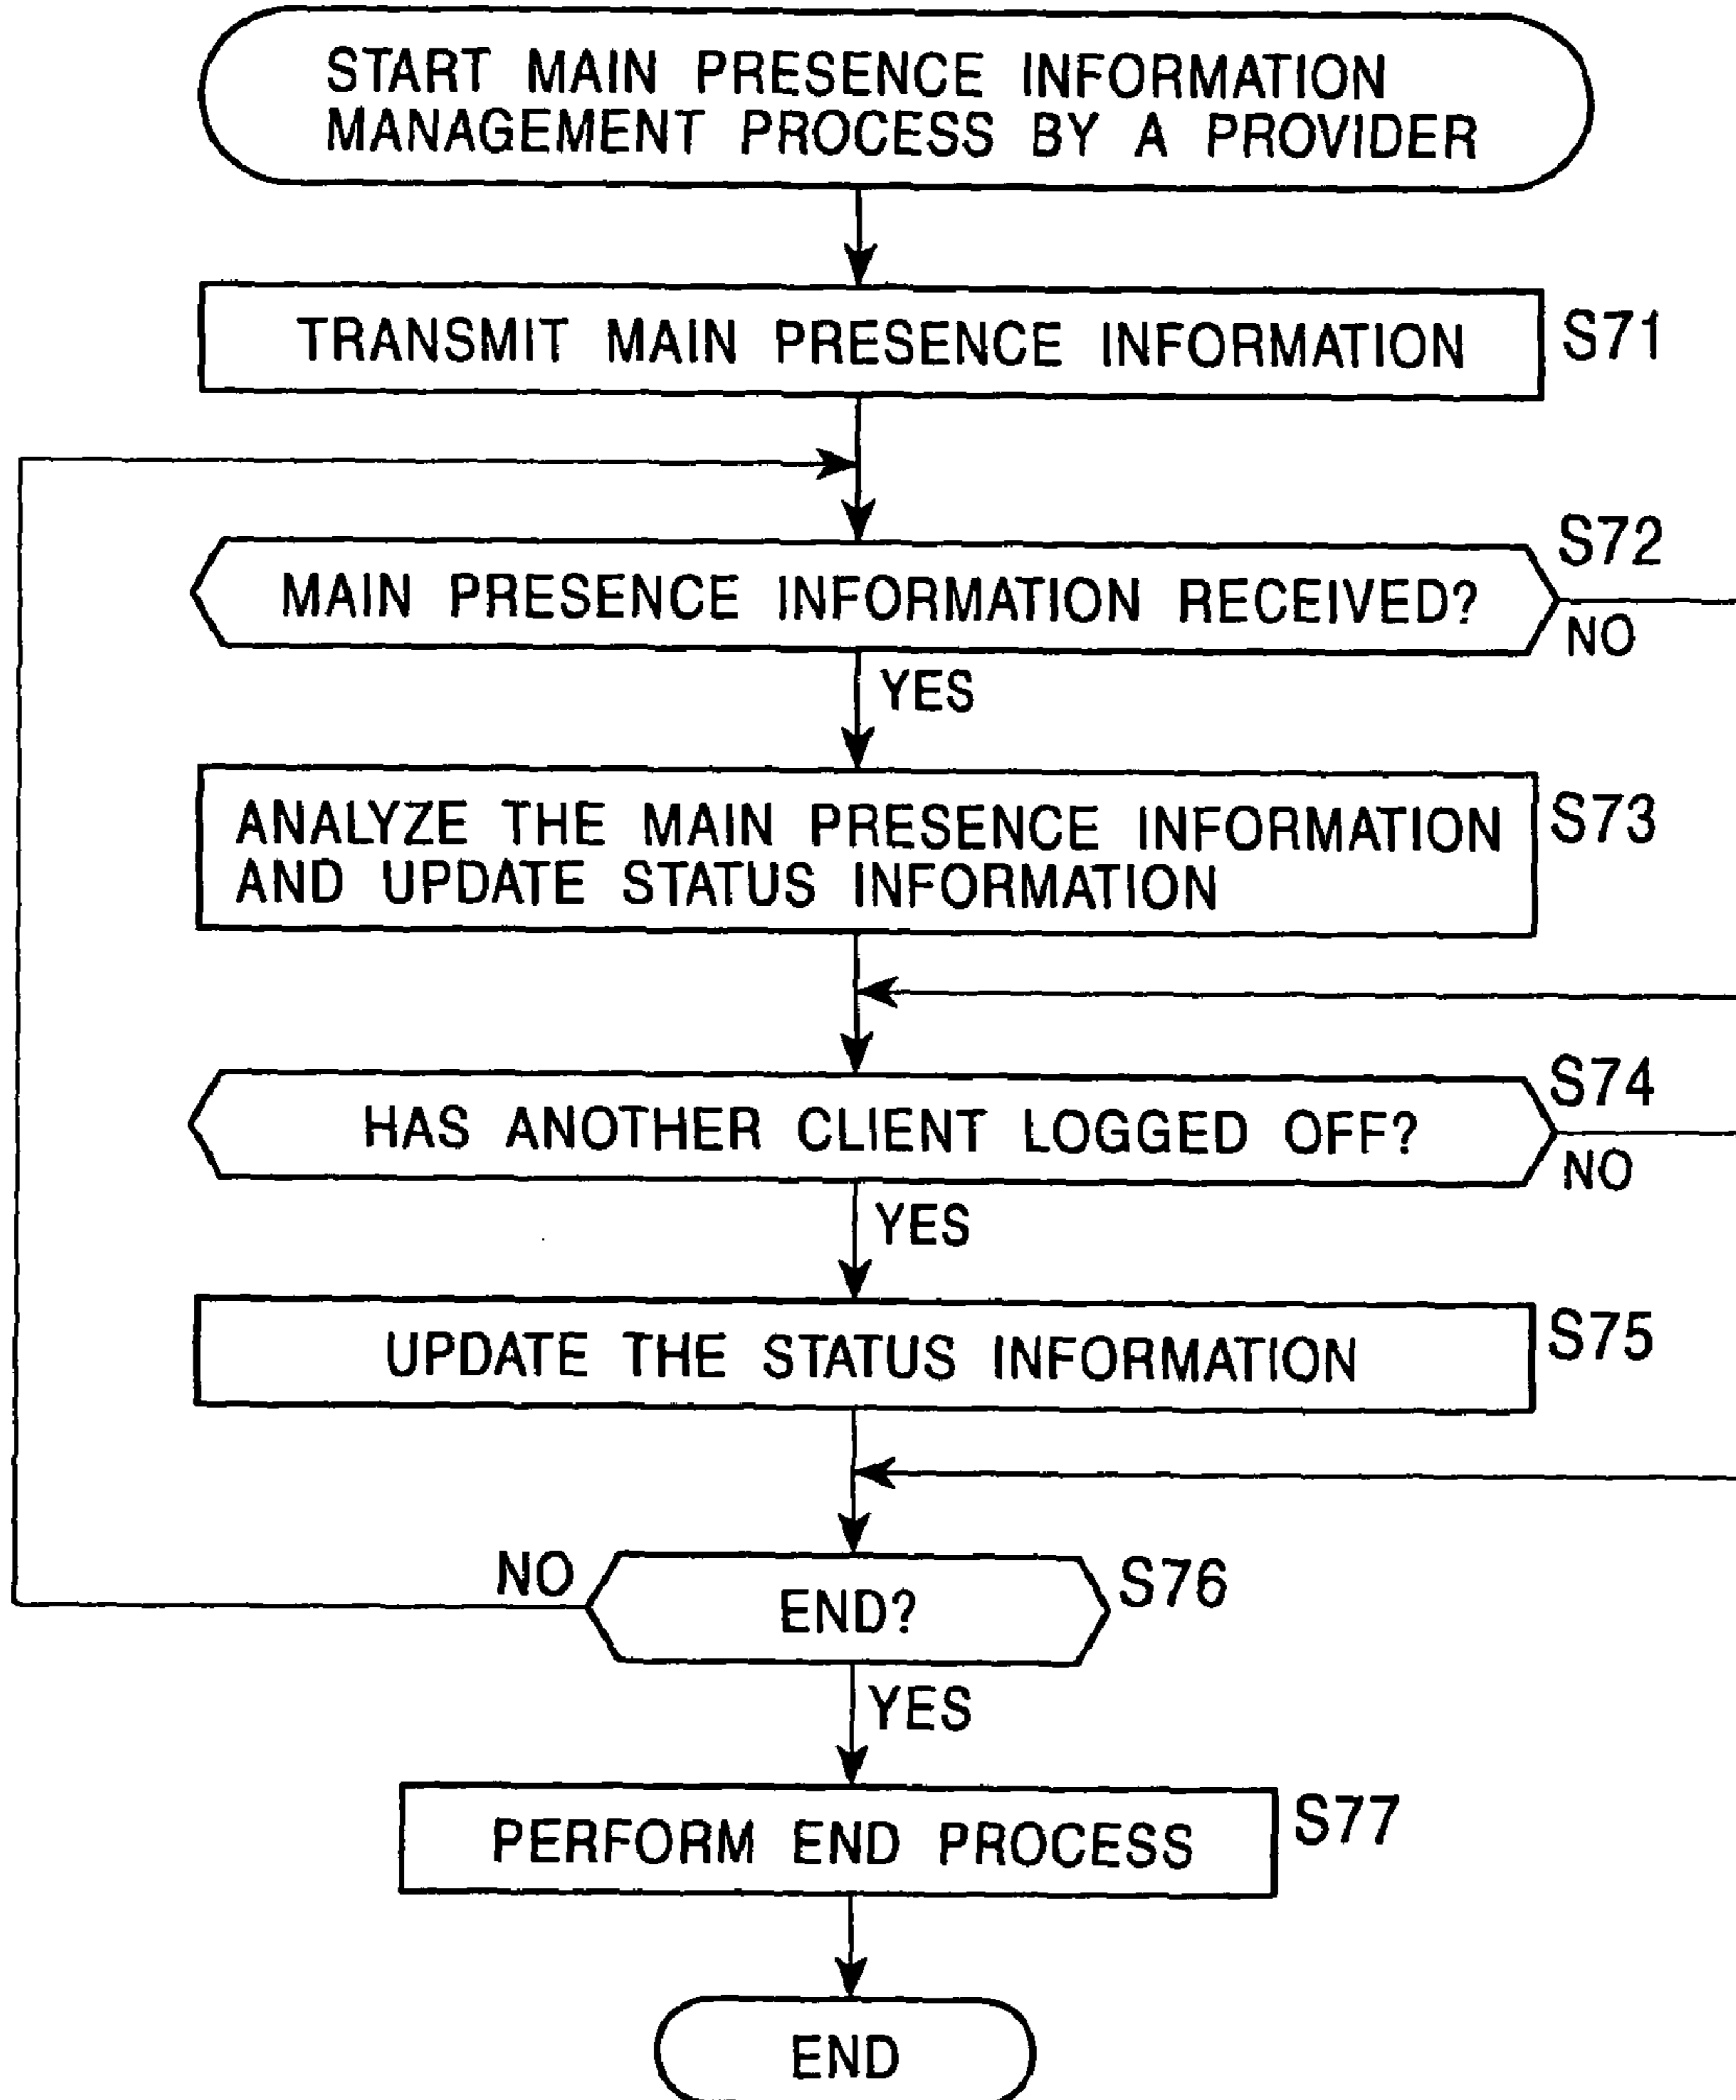 START MAIN PRESENCE INFORMATION
MANAGEMENT PROCESS BY A PROVIDER
TRANSMIT MAIN PRESENCE INFORMATION
S71
S72
MAIN PRESENCE INFORMATION RECEIVED?
NO
YES
ANALYZE THE MAIN PRESENCE INFORMATION
AND UPDATE STATUS INFORMATION
S73
S74
HAS ANOTHER CLIENT LOGGED OFF?
NO
YES
UPDATE THE STATUS INFORMATION
S75
NO
END?
S76
YES
PERFORM END PROCESS
S77
END